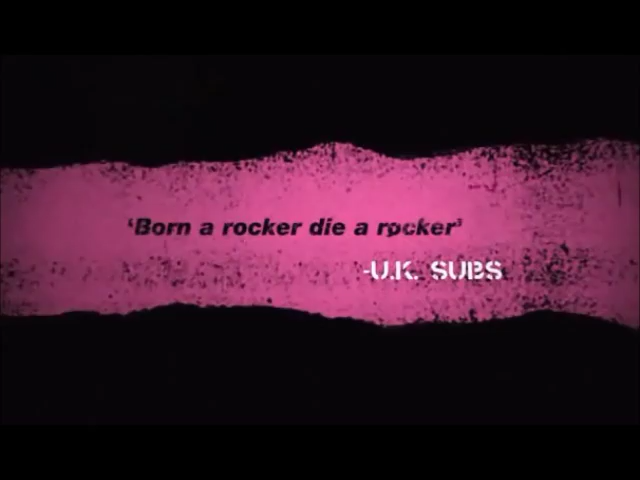 ‘Born a rocker die a rocker’
-U.K. SUBS